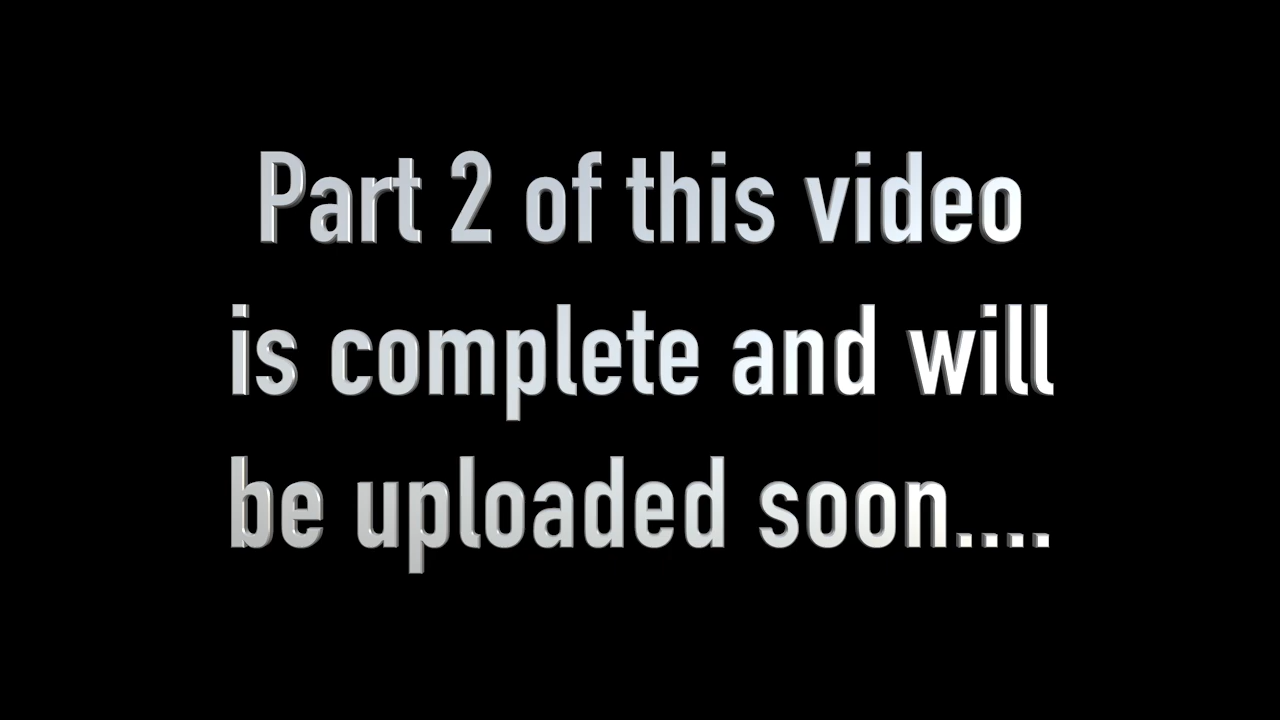 Part 2 of this video
is complete and will
be uploaded soon....